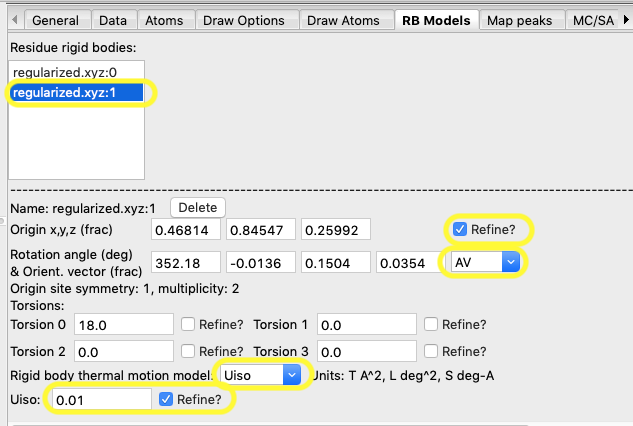 General Data Atoms Draw Options Draw Atoms RB Models Map peaks MC/SA
Residue rigid bodies:
regularized.xyz:0
regularized.xyz:1
Name: regularized.xyz:1 Delete
Origin x,y,z (frac) 0.46814 0.84547 0.25992 Refine?
Rotation angle (deg)
& Orient. vector (frac) 352.18 -0.0136 0.1504 0.0354 AV
Origin site symmetry: 1, multiplicity: 2
Torsions:
Torsion 0 18.0 Refine? Torsion 1 0.0 Refine?
Torsion 2 0.0 Refine? Torsion 3 0.0 Refine?
Rigid body thermal motion model: Uiso Units: T A^2, L deg^2, S deg-A
Uiso: 0.01 Refine?